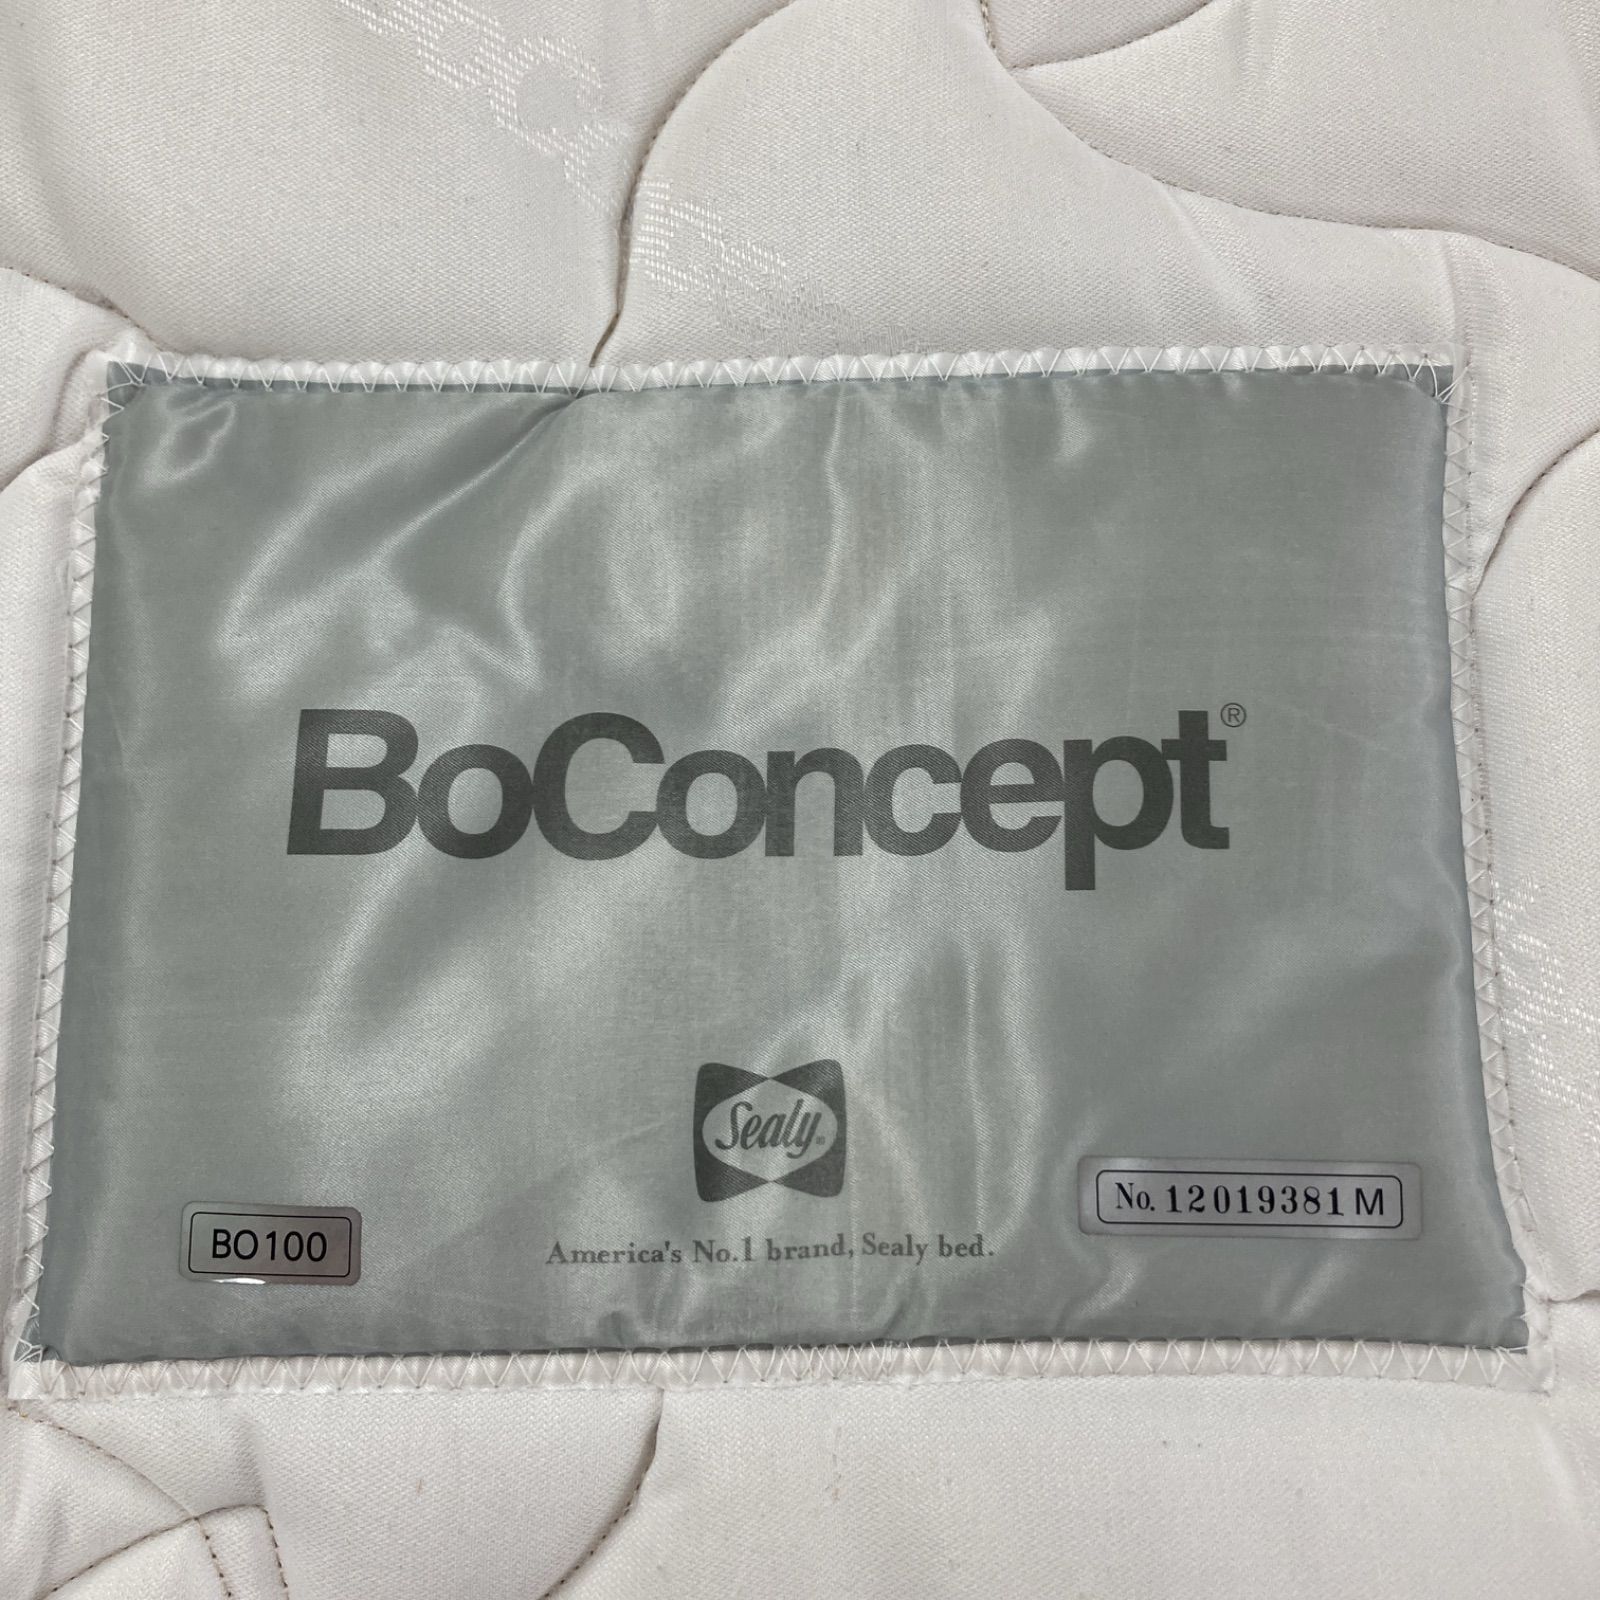 BoConcept®
Sealy®
BO100
No. 12019381 M
America's No.1 brand, Sealy bed.